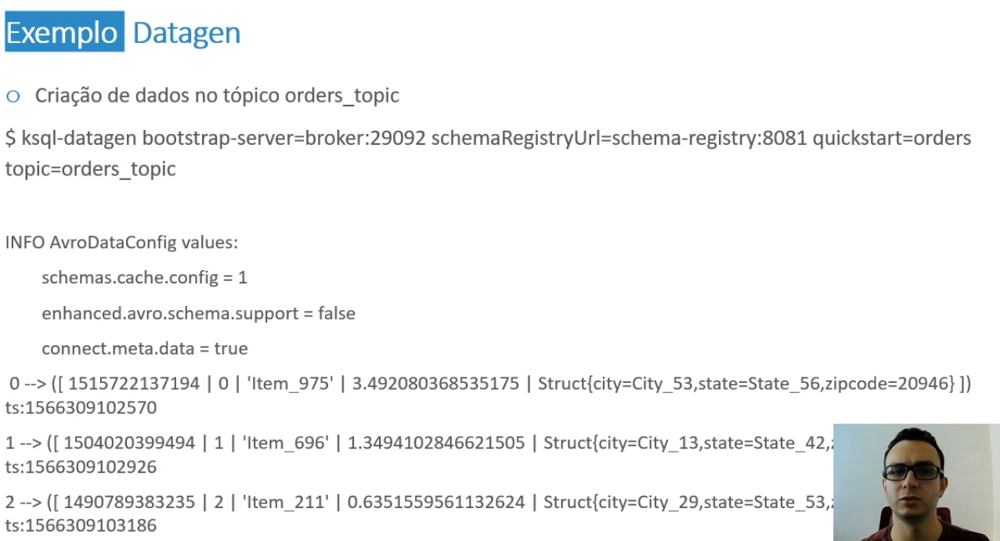 Exemplo Datagen
o Criação de dados no tópico orders_topic
$ ksql-datagen bootstrap-server=broker:29092 schemaRegistryUrl=schema-registry:8081 quickstart=orders
topic=orders_topic
INFO AvroDataConfig values:
schemas.cache.config = 1
enhanced.avro.schema.support = false
connect.meta.data = true
0 --> ([ 1515722137194 | 0 | 'Item_975' | 3.492080368535175 | Struct{city=City_53,state=State_56,zipcode=20946} ])
ts:1566309102570
1 --> ([ 1504020399494 | 1 | 'Item_696' | 1.3494102846621505 | Struct{city=City_13,state=State_42,
ts:1566309102926
2 --> ([ 1490789383235 | 2 | 'Item_211' | 0.6351559561132624 | Struct{city=City_29,state=State_53,
ts:1566309103186